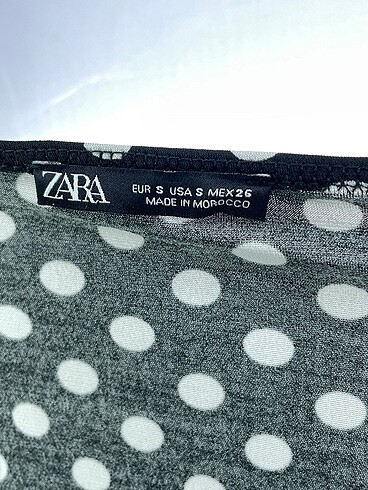 ZARA
EUR S USA S MEX26
MADE IN MOROCCO